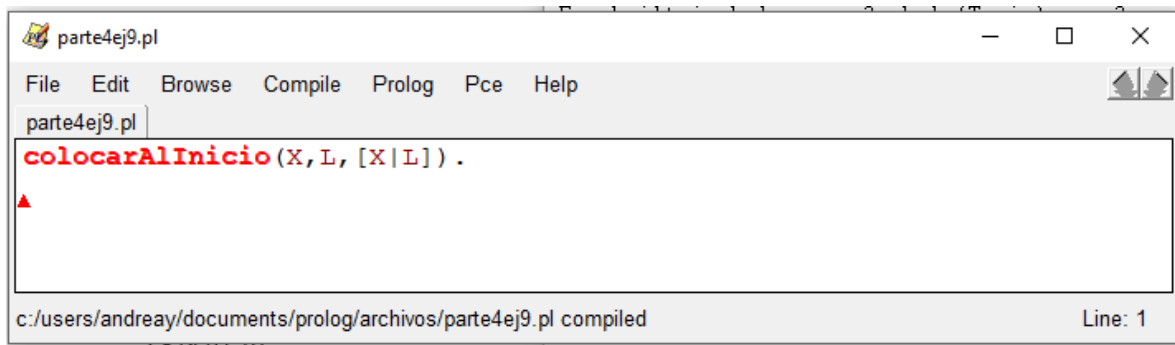 parte4ej9.pl
File Edit Browse Compile Prolog Pce Help
parte4ej9.pl
colocarAlInicio(X,L,[X|L]).
c:/users/andreay/documents/prolog/archivos/parte4ej9.pl compiled Line: 1